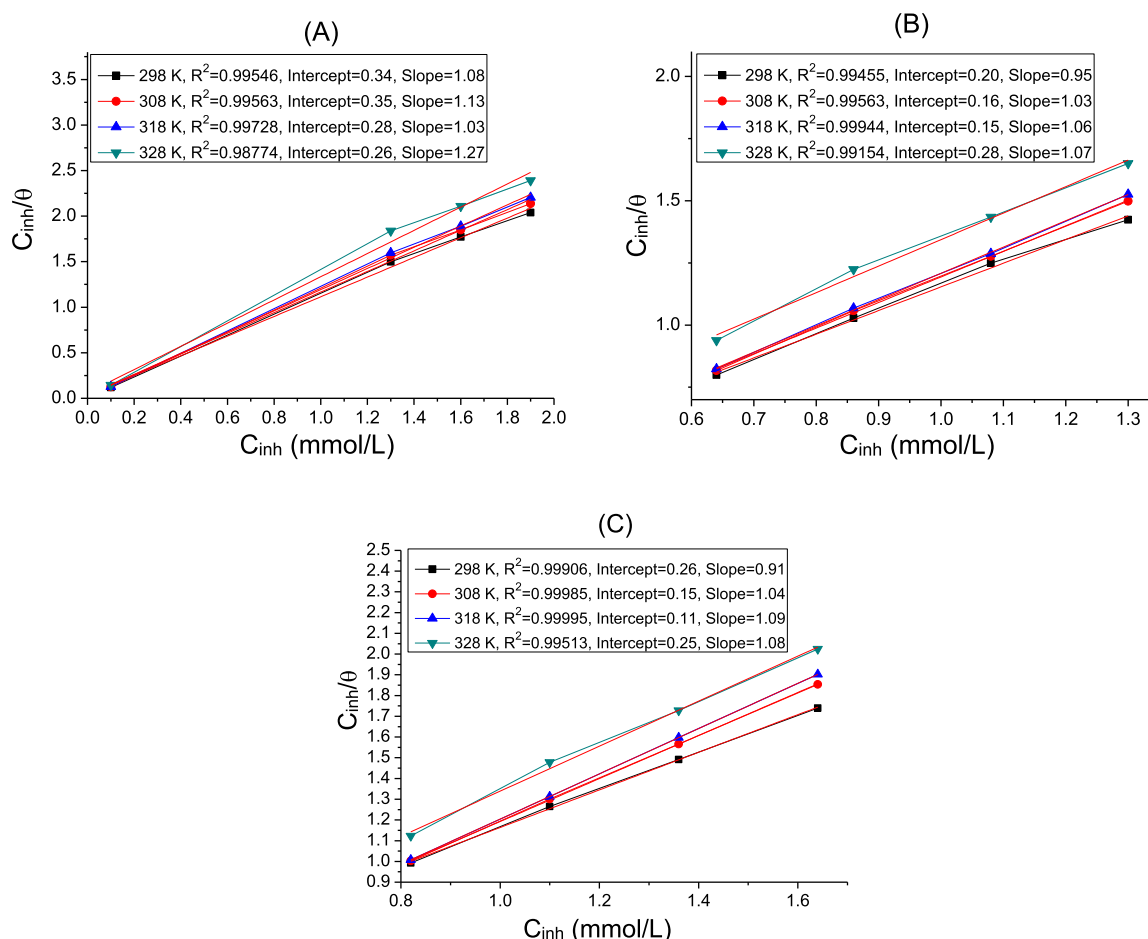 (A)
298 K, R²=0.99546, Intercept=0.34, Slope=1.08
308 K, R²=0.99563, Intercept=0.35, Slope=1.13
318 K, R²=0.99728, Intercept=0.28, Slope=1.03
328 K, R²=0.98774, Intercept=0.26, Slope=1.27
3.5
3.0
2.5
2.0
1.5
1.0
0.5
0.0
C_inh/θ
0.0 0.2 0.4 0.6 0.8 1.0 1.2 1.4 1.6 1.8 2.0
C_inh (mmol/L)
(B)
298 K, R²=0.99455, Intercept=0.20, Slope=0.95
308 K, R²=0.99563, Intercept=0.16, Slope=1.03
318 K, R²=0.99944, Intercept=0.15, Slope=1.06
328 K, R²=0.99154, Intercept=0.28, Slope=1.07
2.0
1.5
1.0
C_inh/θ
0.6 0.7 0.8 0.9 1.0 1.1 1.2 1.3
C_inh (mmol/L)
(C)
298 K, R²=0.99906, Intercept=0.26, Slope=0.91
308 K, R²=0.99985, Intercept=0.15, Slope=1.04
318 K, R²=0.99995, Intercept=0.11, Slope=1.09
328 K, R²=0.99513, Intercept=0.25, Slope=1.08
2.5
2.4
2.3
2.2
2.1
2.0
1.9
1.8
1.7
1.6
1.5
1.4
1.3
1.2
1.1
1.0
0.9
C_inh/θ
0.8 1.0 1.2 1.4 1.6
C_inh (mmol/L)